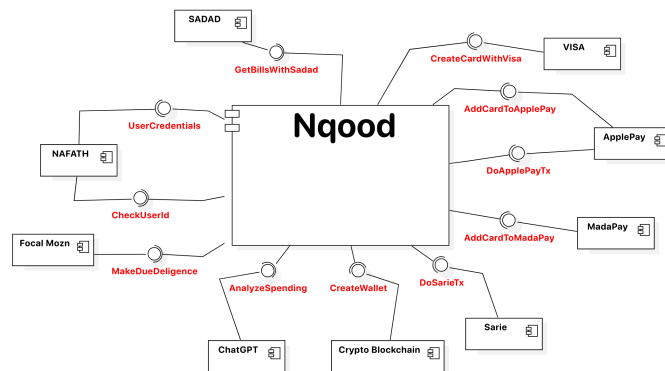 SADAD
GetBillsWithSadad
CreateCardWithVisa
VISA
AddCardToApplePay
UserCredentials
Nqood
ApplePay
NAFATH
DoApplePayTx
CheckUserId
MadaPay
AddCardToMadaPay
Focal Mozn
MakeDueDeligence
AnalyzeSpending
CreateWallet
DoSarieTx
Sarie
ChatGPT
Crypto Blockchain